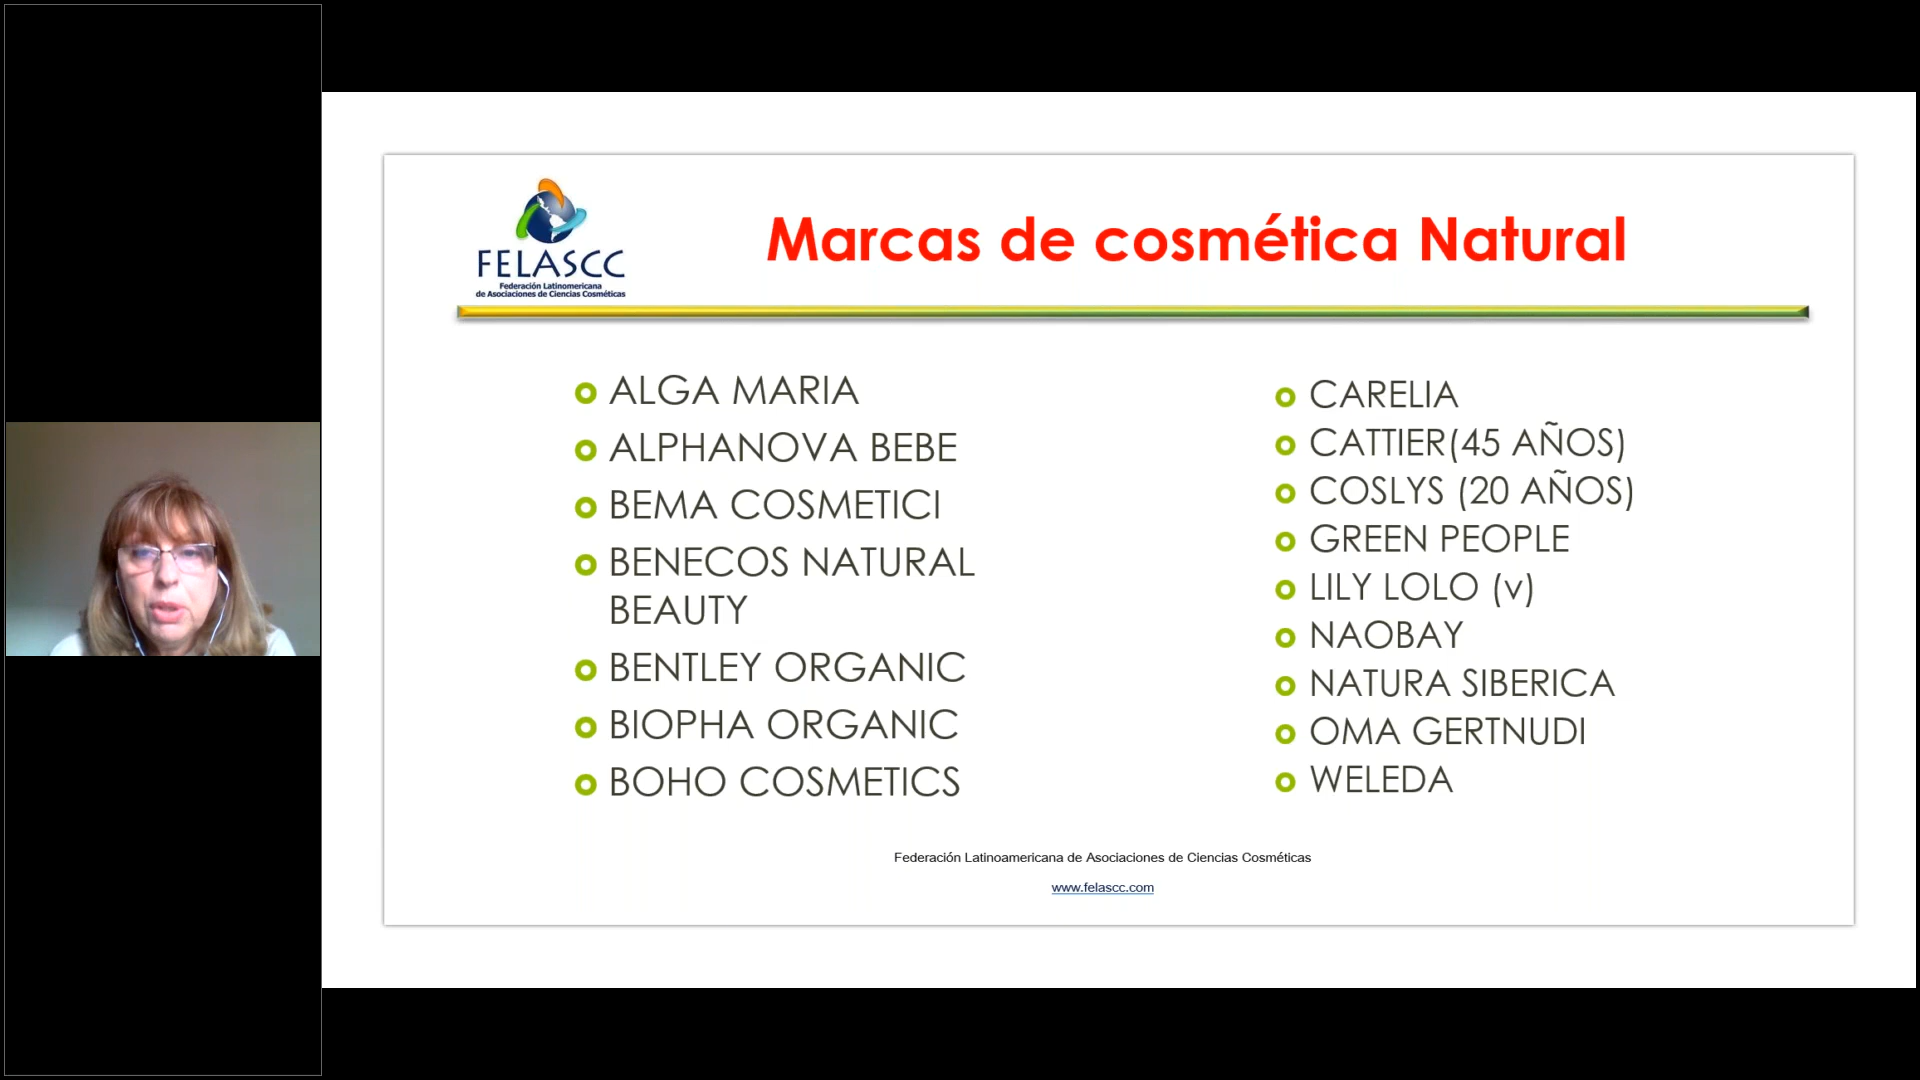 FELASCC
Federación Latinomericana
de Asociaciones de Ciencias Cosméticas
Marcas de cosmética Natural
ALGA MARIA
ALPHANOVA BEBE
BEMA COSMETICI
BENECOS NATURAL
BEAUTY
BENTLEY ORGANIC
BIOPHA ORGANIC
BOHO COSMETICS
CARELIA
CATTIER(45 AÑOS)
COSLYS (20 AÑOS)
GREEN PEOPLE
LILY LOLO (v)
NAOBAY
NATURA SIBERICA
OMA GERTNUDI
WELEDA
Federación Latinoamericana de Asociaciones de Ciencias Cosméticas
www.felascc.com